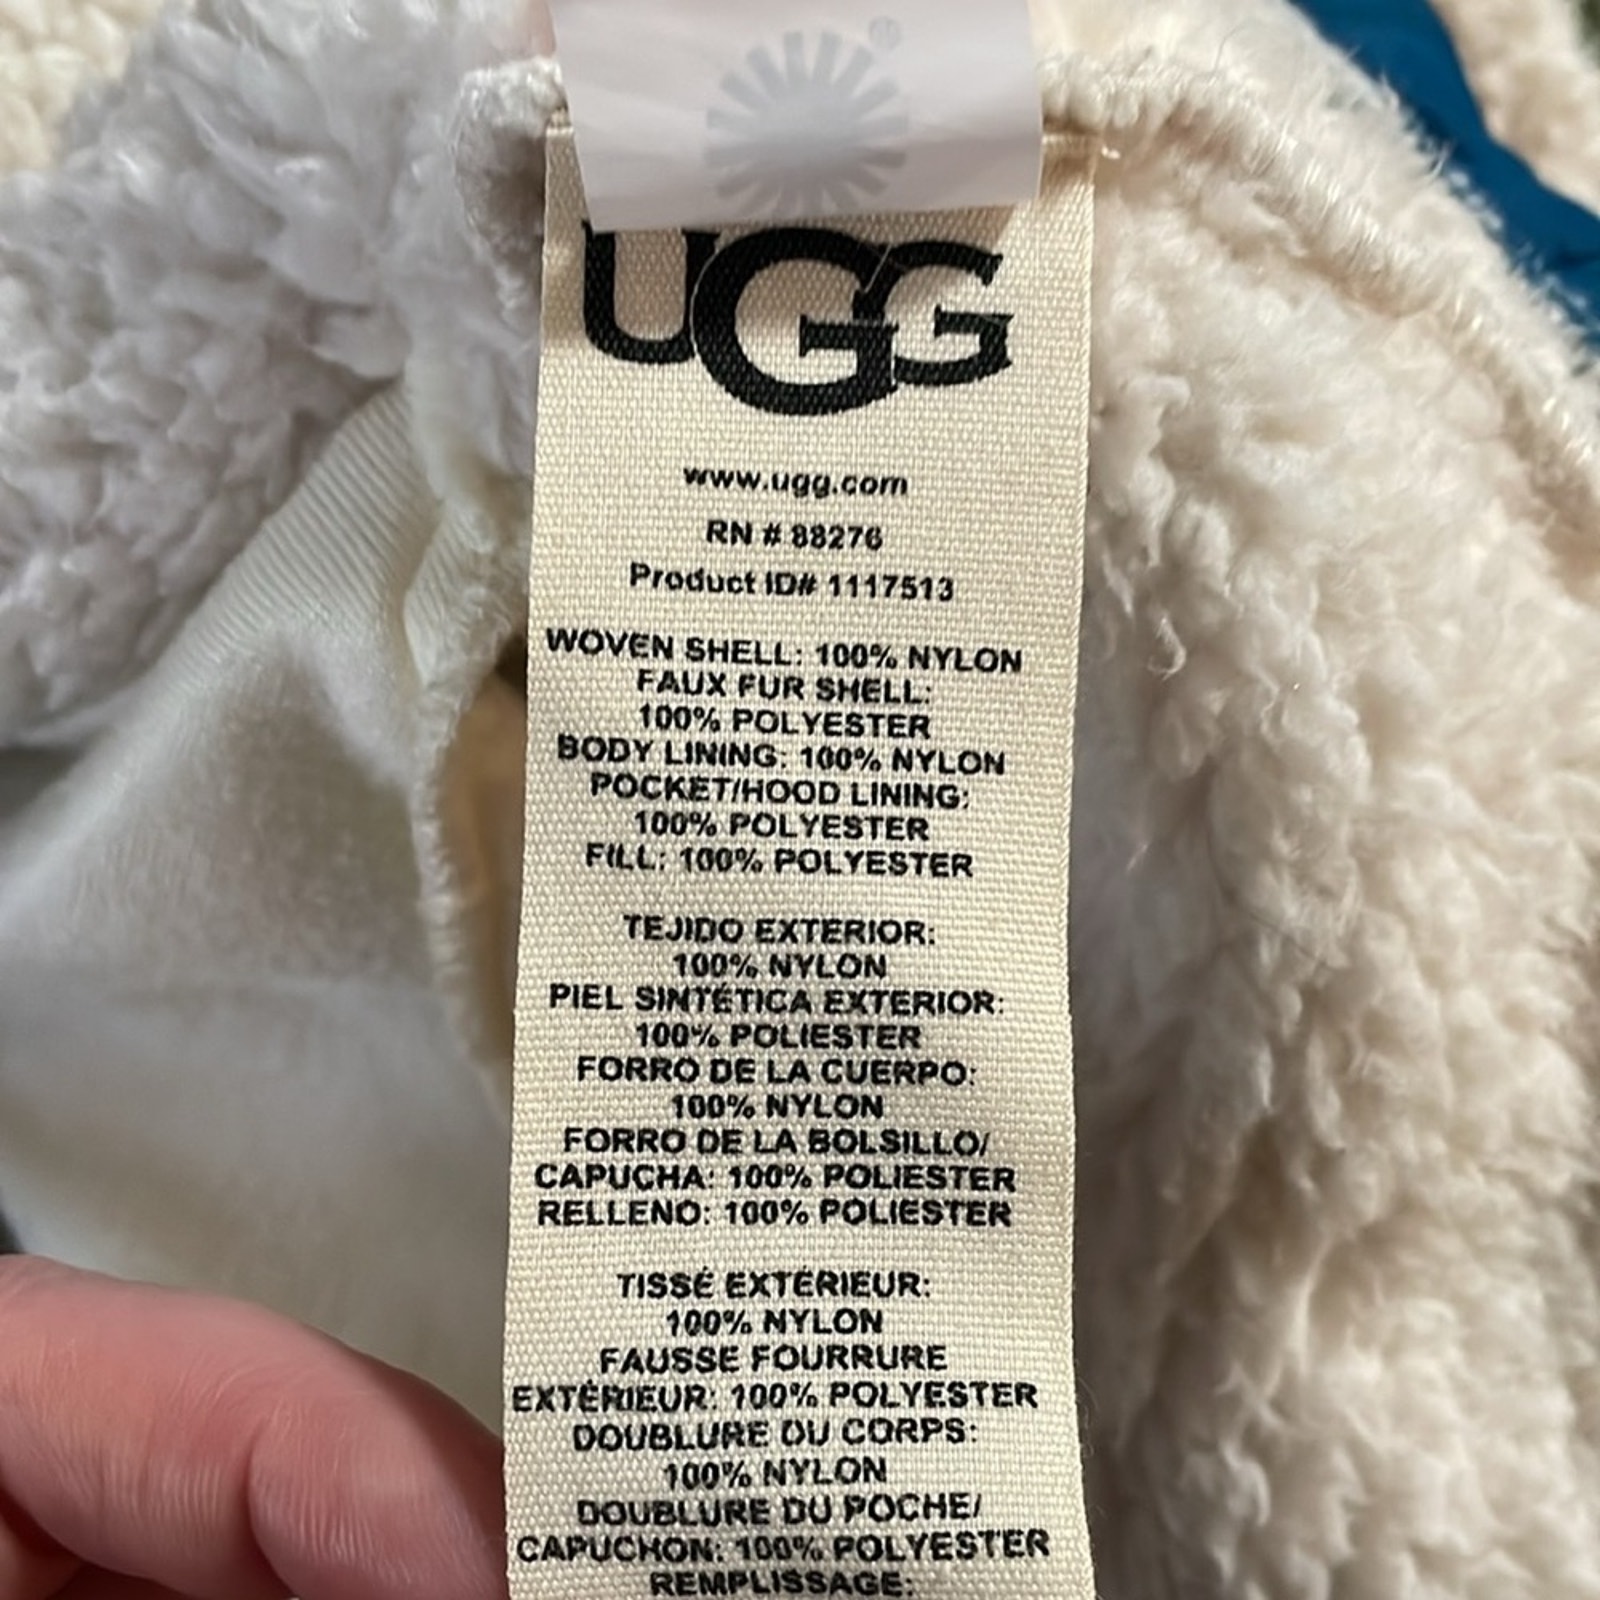 UGG
www.ugg.com
RN # 88276
Product ID# 1117513
WOVEN SHELL: 100% NYLON
FAUX FUR SHELL:
100% POLYESTER
BODY LINING: 100% NYLON
POCKET/HOOD LINING:
100% POLYESTER
FILL: 100% POLYESTER
TEJIDO EXTERIOR:
100% NYLON
PIEL SINTÉTICA EXTERIOR:
100% POLIESTER
FORRO DE LA CUERPO:
100% NYLON
FORRO DE LA BOLSILLO/
CAPUCHA: 100% POLIESTER
RELLENO: 100% POLIESTER
TISSÉ EXTÉRIEUR:
100% NYLON
FAUSSE FOURRURE
EXTÉRIEUR: 100% POLYESTER
DOUBLURE DU CORPS:
100% NYLON
DOUBLURE DU POCHE/
CAPUCHON: 100% POLYESTER
REMPLISSAGE: